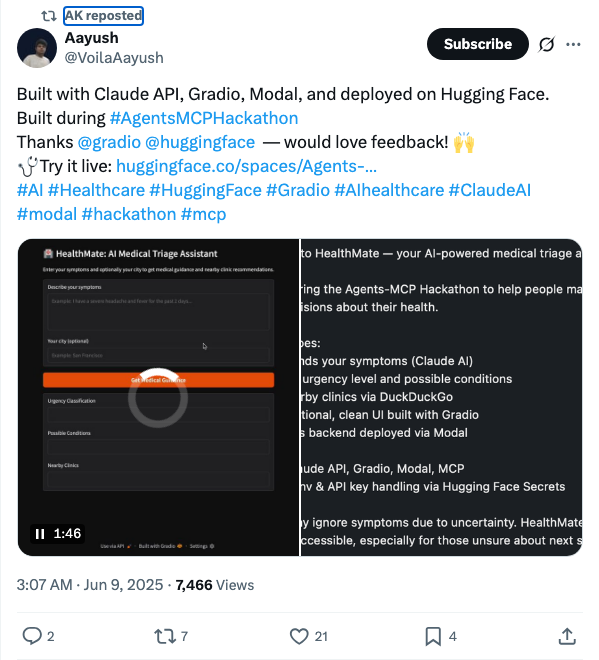 AK reposted
Aayush
@VoilaAayush
Subscribe
Built with Claude API, Gradio, Modal, and deployed on Hugging Face.
Built during #AgentsMCPHackathon
Thanks @gradio @huggingface — would love feedback! 🙌
🩺Try it live: huggingface.co/spaces/Agents-…
#AI #Healthcare #HuggingFace #Gradio #AIhealthcare #ClaudeAI
#modal #hackathon #mcp
🏥 HealthMate: AI Medical Triage Assistant
Enter your symptoms and optionally your city to get medical guidance and nearby clinic recommendations.
Describe your symptoms
Example: I have a severe headache and fever for the past 2 days...
Your city (optional)
Example: San Francisco
Get Medical Guidance
Urgency Classification
Possible Conditions
Nearby Clinics
Use via API · Built with Gradio · Settings
1:46
to HealthMate — your AI-powered medical triage a
ring the Agents-MCP Hackathon to help people ma
isions about their health.
es:
nds your symptoms (Claude AI)
urgency level and possible conditions
rby clinics via DuckDuckGo
tional, clean UI built with Gradio
s backend deployed via Modal
ude API, Gradio, Modal, MCP
nv & API key handling via Hugging Face Secrets
y ignore symptoms due to uncertainty. HealthMate
ccessible, especially for those unsure about next s
3:07 AM · Jun 9, 2025 · 7,466 Views
2
7
21
4